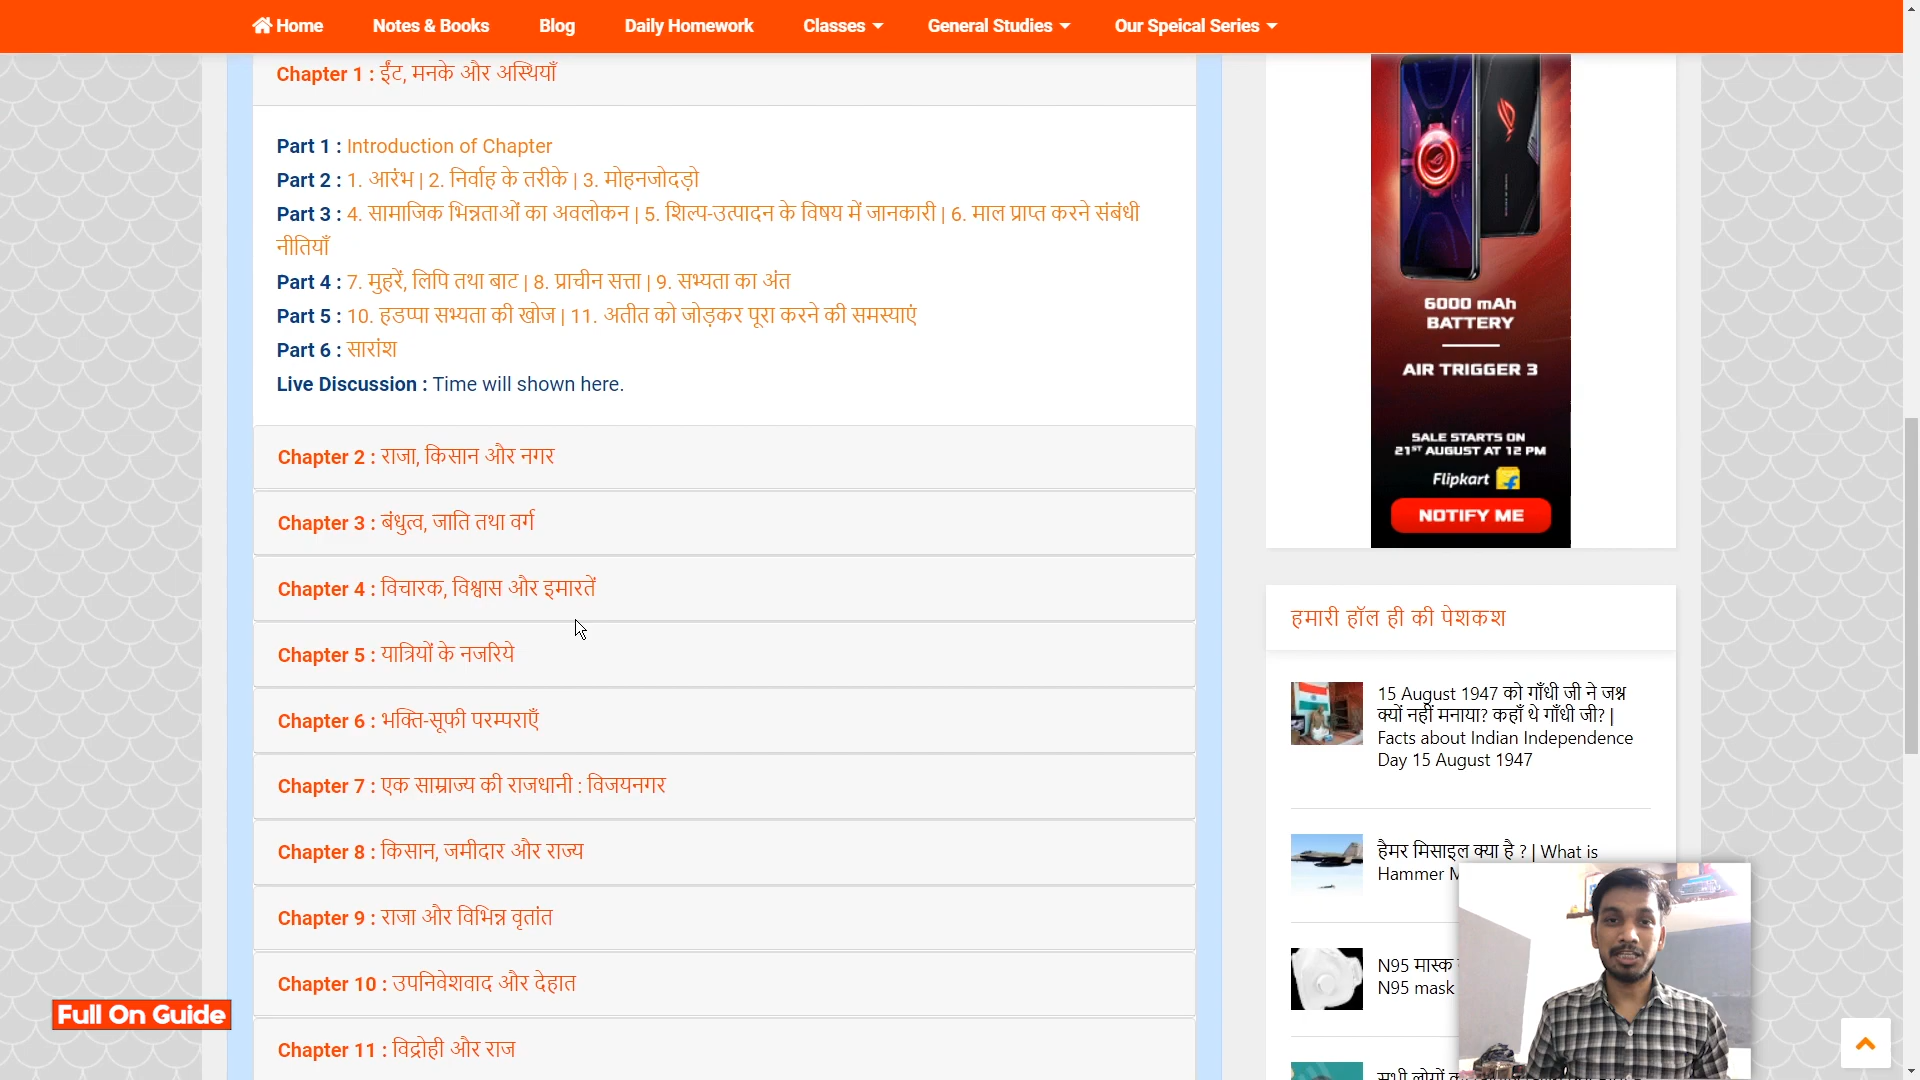 Home Notes & Books Blog Daily Homework Classes General Studies Our Speical Series
Chapter 1 : ईंट, मनके और अस्थियाँ
Part 1 : Introduction of Chapter
Part 2 : 1. आरंभ | 2. निर्वाह के तरीके | 3. मोहनजोदड़ो
Part 3 : 4. सामाजिक भिन्नताओं का अवलोकन | 5. शिल्प-उत्पादन के विषय में जानकारी | 6. माल प्राप्त करने संबंधी
नीतियाँ
Part 4 : 7. मुहरें, लिपि तथा बाट | 8. प्राचीन सत्ता | 9. सभ्यता का अंत
Part 5 : 10. हडप्पा सभ्यता की खोज | 11. अतीत को जोड़कर पूरा करने की समस्याएं
Part 6 : सारांश
Live Discussion : Time will shown here.
Chapter 2 : राजा, किसान और नगर
Chapter 3 : बंधुत्व, जाति तथा वर्ग
Chapter 4 : विचारक, विश्वास और इमारतें
Chapter 5 : यात्रियों के नजरिये
Chapter 6 : भक्ति-सूफी परम्पराएँ
Chapter 7 : एक साम्राज्य की राजधानी : विजयनगर
Chapter 8 : किसान, जमींदार और राज्य
Chapter 9 : राजा और विभिन्न वृतांत
Chapter 10 : उपनिवेशवाद और देहात
Chapter 11 : विद्रोही और राज
Full On Guide
6000 mAh
BATTERY
AIR TRIGGER 3
SALE STARTS ON
21ST AUGUST AT 12 PM
Flipkart
NOTIFY ME
हमारी हॉल ही की पेशकश
15 August 1947 को गाँधी जी ने जश्न
क्यों नहीं मनाया? कहाँ थे गाँधी जी? |
Facts about Indian Independence
Day 15 August 1947
हैमर मिसाइल क्या है ? | What is
Hammer
N95 मास्क
N95 mask